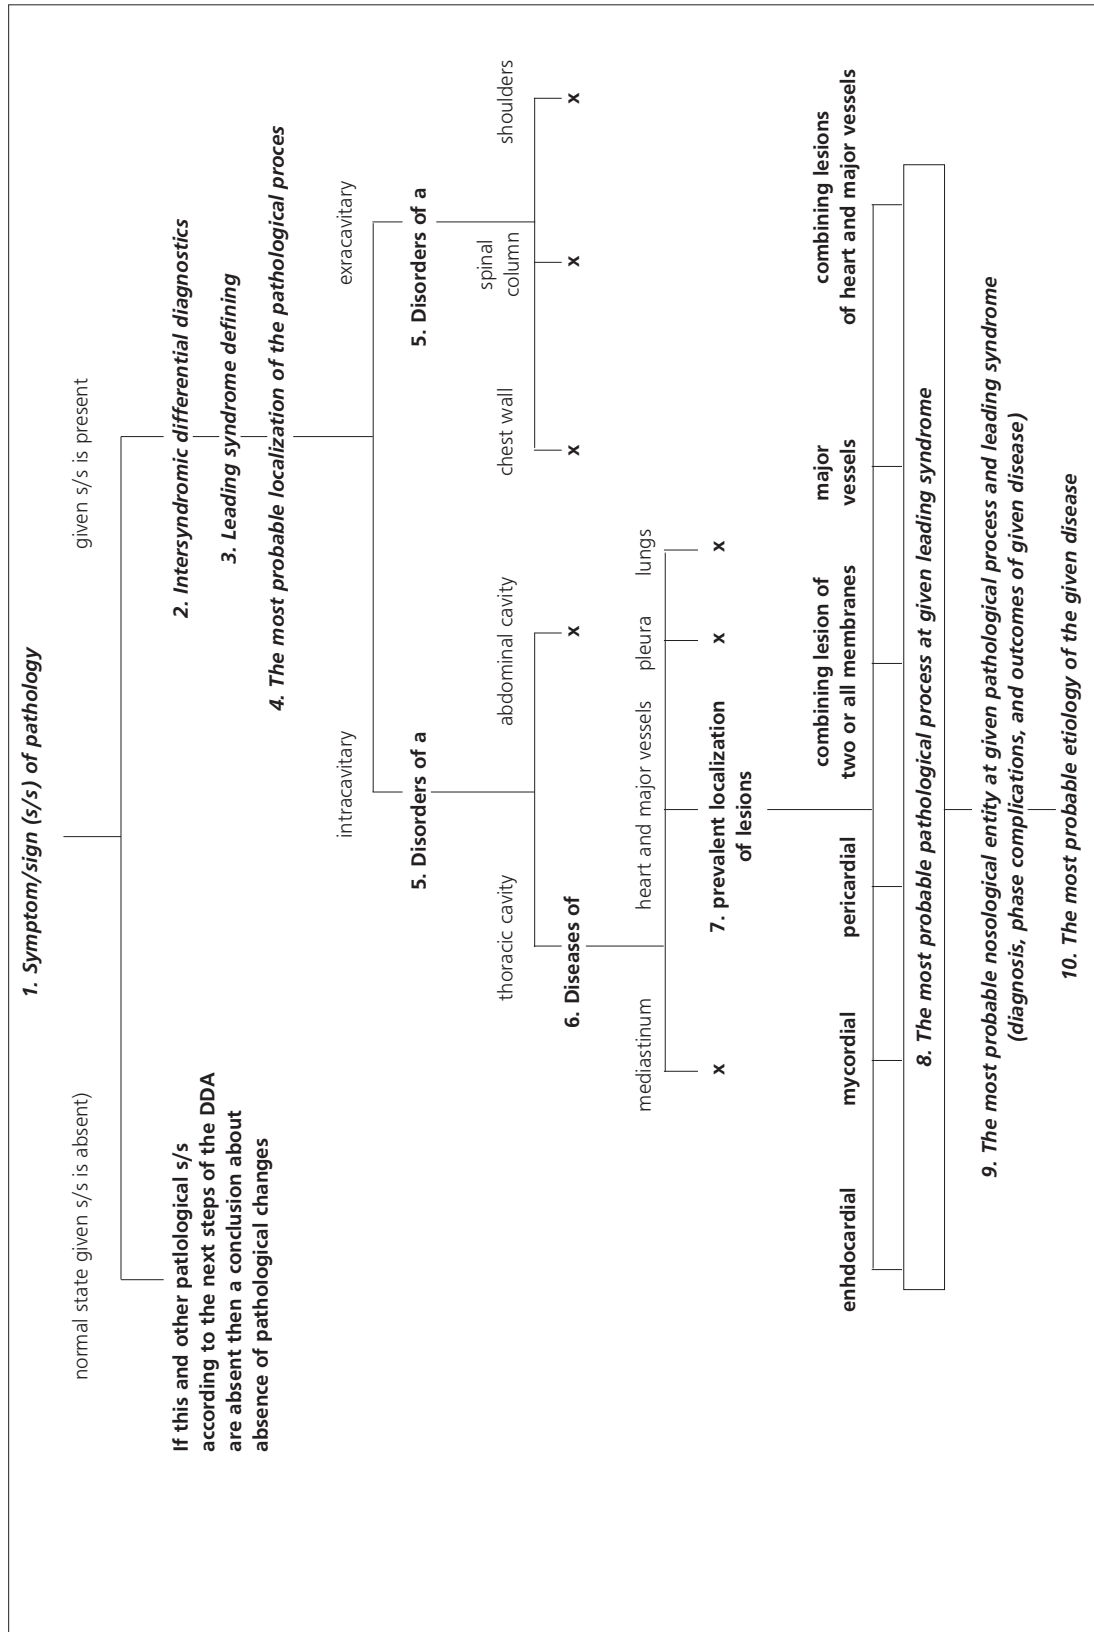 1. Symptom/sign (s/s) of pathology
normal state given s/s is absent)
given s/s is present
If this and other patlological s/s
according to the next steps of the DDA
are absent then a conclusion about
absence of pathological changes
2. Intersyndromic differential diagnostics
3. Leading syndrome defining
4. The most probable localization of the pathological proces
intracavitary
exracavitary
5. Disorders of a
5. Disorders of a
thoracic cavity
abdominal cavity
chest wall
spinal
column
shoulders
x
x
x
x
6. Diseases of
mediastinum
heart and major vessels
pleura
lungs
x
7. prevalent localization
of lesions
x
x
enhdocardial
mycordial
pericardial
combining lesion of
two or all membranes
major
vessels
combining lesions
of heart and major vessels
8. The most probable pathological process at given leading syndrome
9. The most probable nosological entity at given pathological process and leading syndrome
(diagnosis, phase complications, and outcomes of given disease)
10. The most probable etiology of the given disease